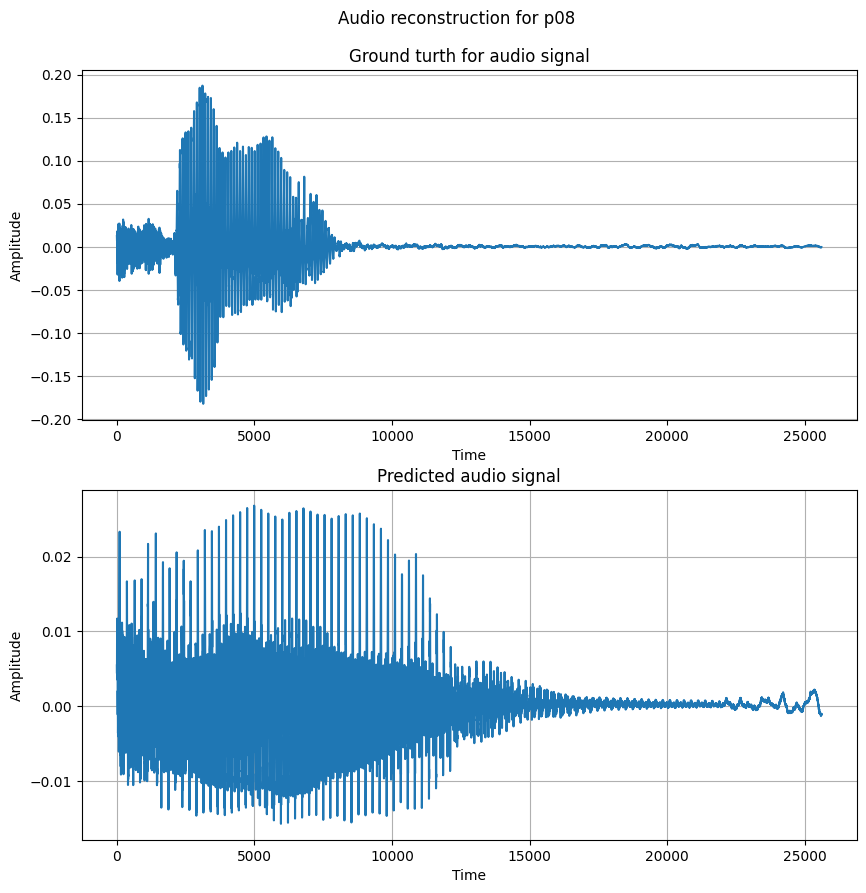 Audio reconstruction for p08
Ground turth for audio signal
0.20
0.15
0.10
0.05
0.00
−0.05
−0.10
−0.15
−0.20
Amplitude
0 5000 10000 15000 20000 25000
Time
Predicted audio signal
0.02
0.01
0.00
−0.01
Amplitude
0 5000 10000 15000 20000 25000
Time